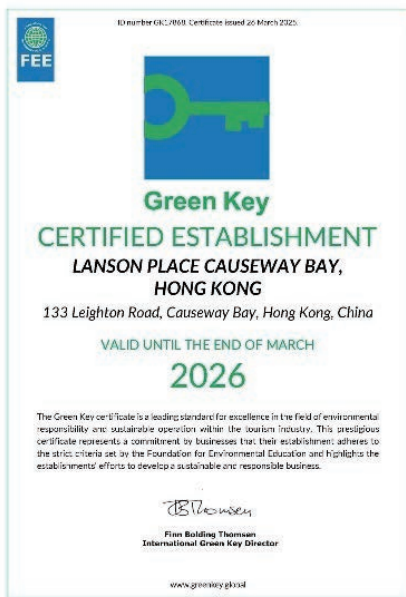 ID number GK17868. Certificate issued 26 March 2025.
FEE
Green Key
CERTIFIED ESTABLISHMENT
LANSON PLACE CAUSEWAY BAY,
HONG KONG
133 Leighton Road, Causeway Bay, Hong Kong, China
VALID UNTIL THE END OF MARCH
2026
The Green Key certificate is a leading standard for excellence in the field of environmental
responsibility and sustainable operation within the tourism industry. This prestigious
certificate represents a commitment by businesses that their establishment adheres to
the strict criteria set by the Foundation for Environmental Education and highlights the
establishments' efforts to develop a sustainable and responsible business.
Finn Bolding Thomsen
International Green Key Director
www.greenkey.global